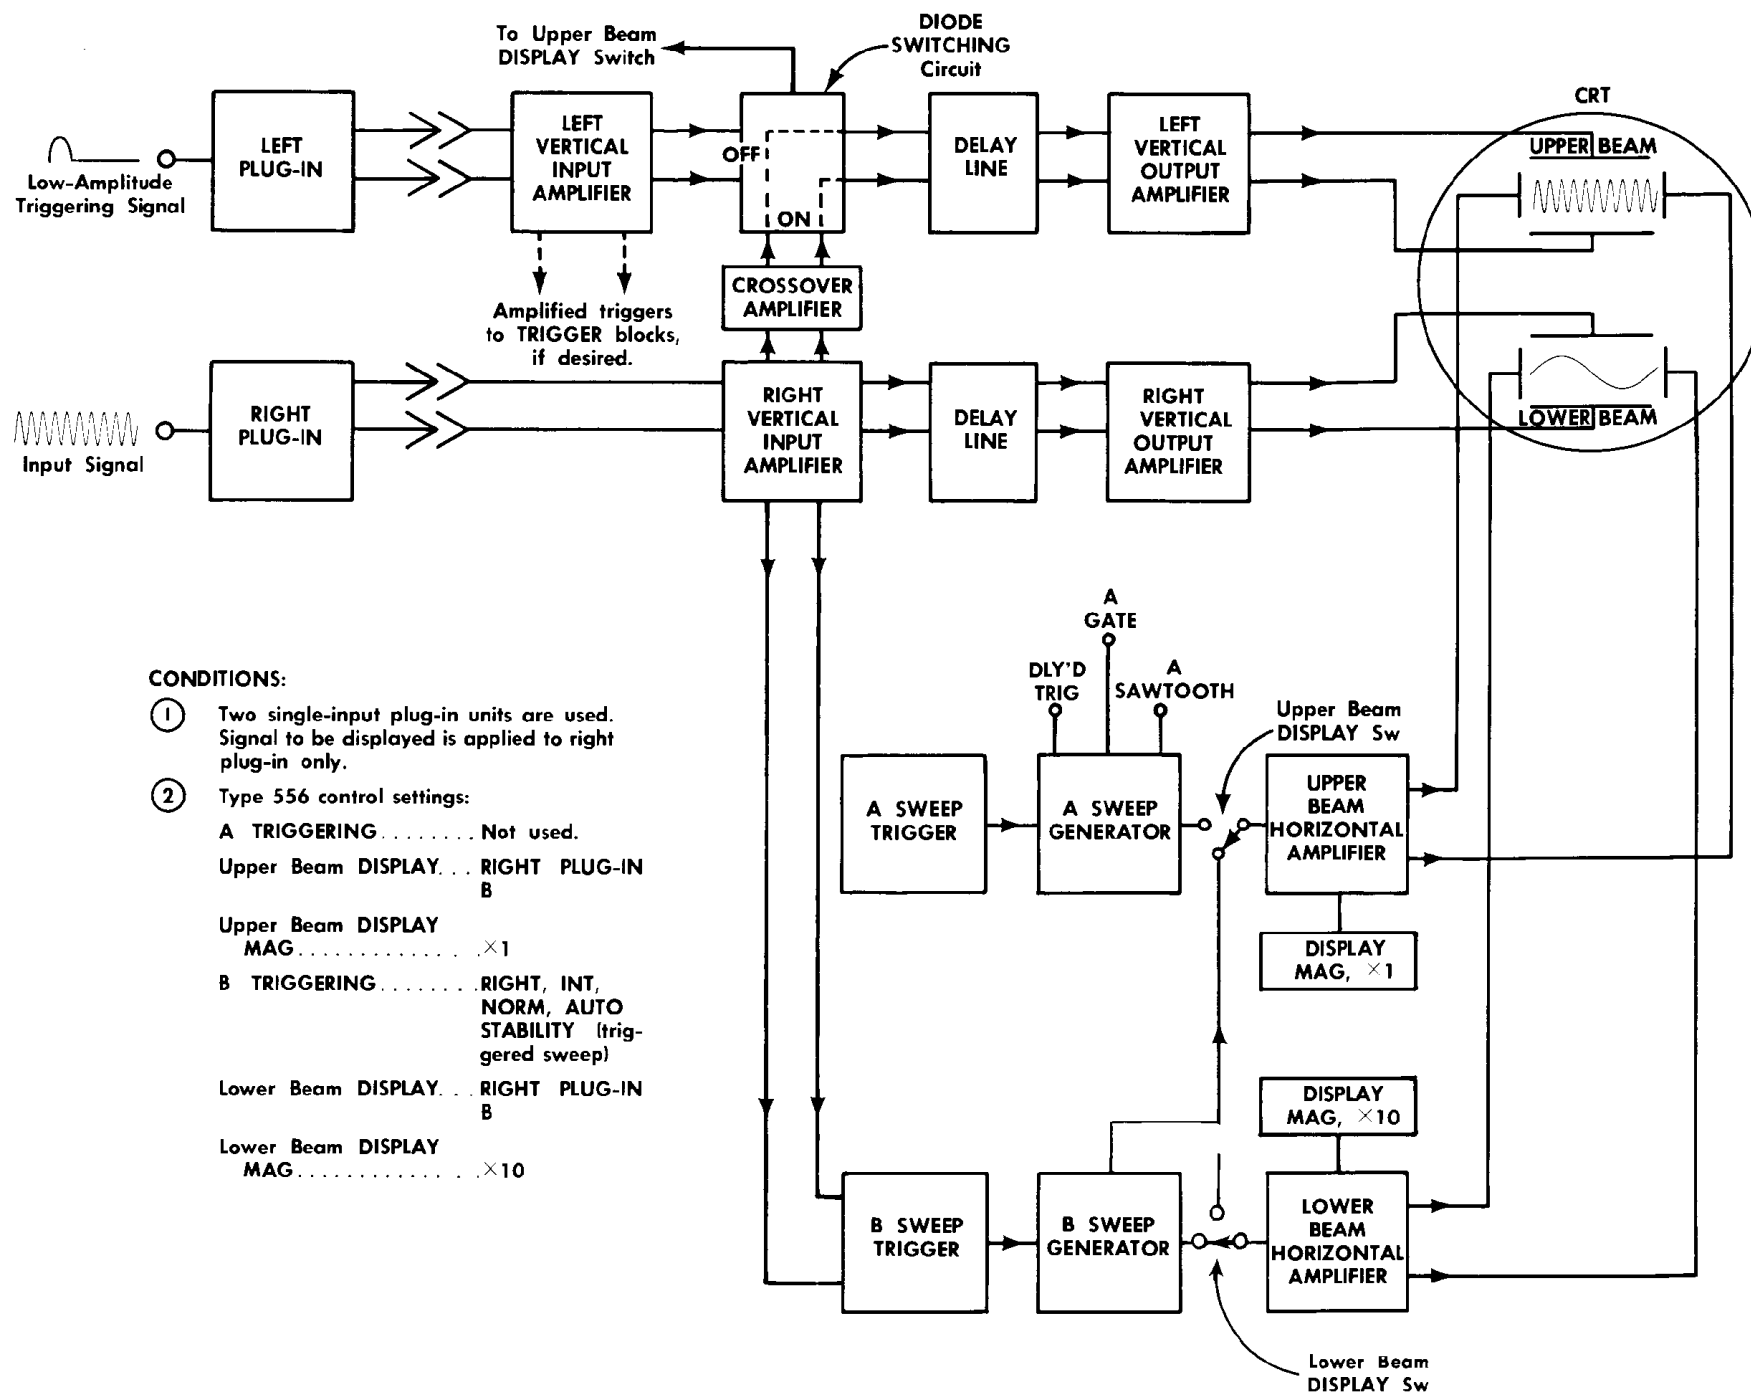 To Upper Beam
DISPLAY Switch
DIODE
SWITCHING
Circuit
CRT
LEFT
PLUG-IN
LEFT
VERTICAL
INPUT
AMPLIFIER
OFF
ON
DELAY
LINE
LEFT
VERTICAL
OUTPUT
AMPLIFIER
UPPER BEAM
Low-Amplitude
Triggering Signal
CROSSOVER
AMPLIFIER
Amplified triggers
to TRIGGER blocks,
if desired.
RIGHT
PLUG-IN
Input Signal
RIGHT
VERTICAL
INPUT
AMPLIFIER
DELAY
LINE
RIGHT
VERTICAL
OUTPUT
AMPLIFIER
LOWER BEAM
A
GATE
DLY'D
TRIG
A
SAWTOOTH
Upper Beam
DISPLAY Sw
A SWEEP
TRIGGER
A SWEEP
GENERATOR
UPPER
BEAM
HORIZONTAL
AMPLIFIER
DISPLAY
MAG, ×1
DISPLAY
MAG, ×10
B SWEEP
TRIGGER
B SWEEP
GENERATOR
LOWER
BEAM
HORIZONTAL
AMPLIFIER
Lower Beam
DISPLAY Sw
CONDITIONS:
1 Two single-input plug-in units are used.
Signal to be displayed is applied to right
plug-in only.
2 Type 556 control settings:
A TRIGGERING........ Not used.
Upper Beam DISPLAY... RIGHT PLUG-IN
B
Upper Beam DISPLAY
MAG.............. ×1
B TRIGGERING........ RIGHT, INT,
NORM, AUTO
STABILITY (trig-
gered sweep)
Lower Beam DISPLAY... RIGHT PLUG-IN
B
Lower Beam DISPLAY
MAG.............. ×10